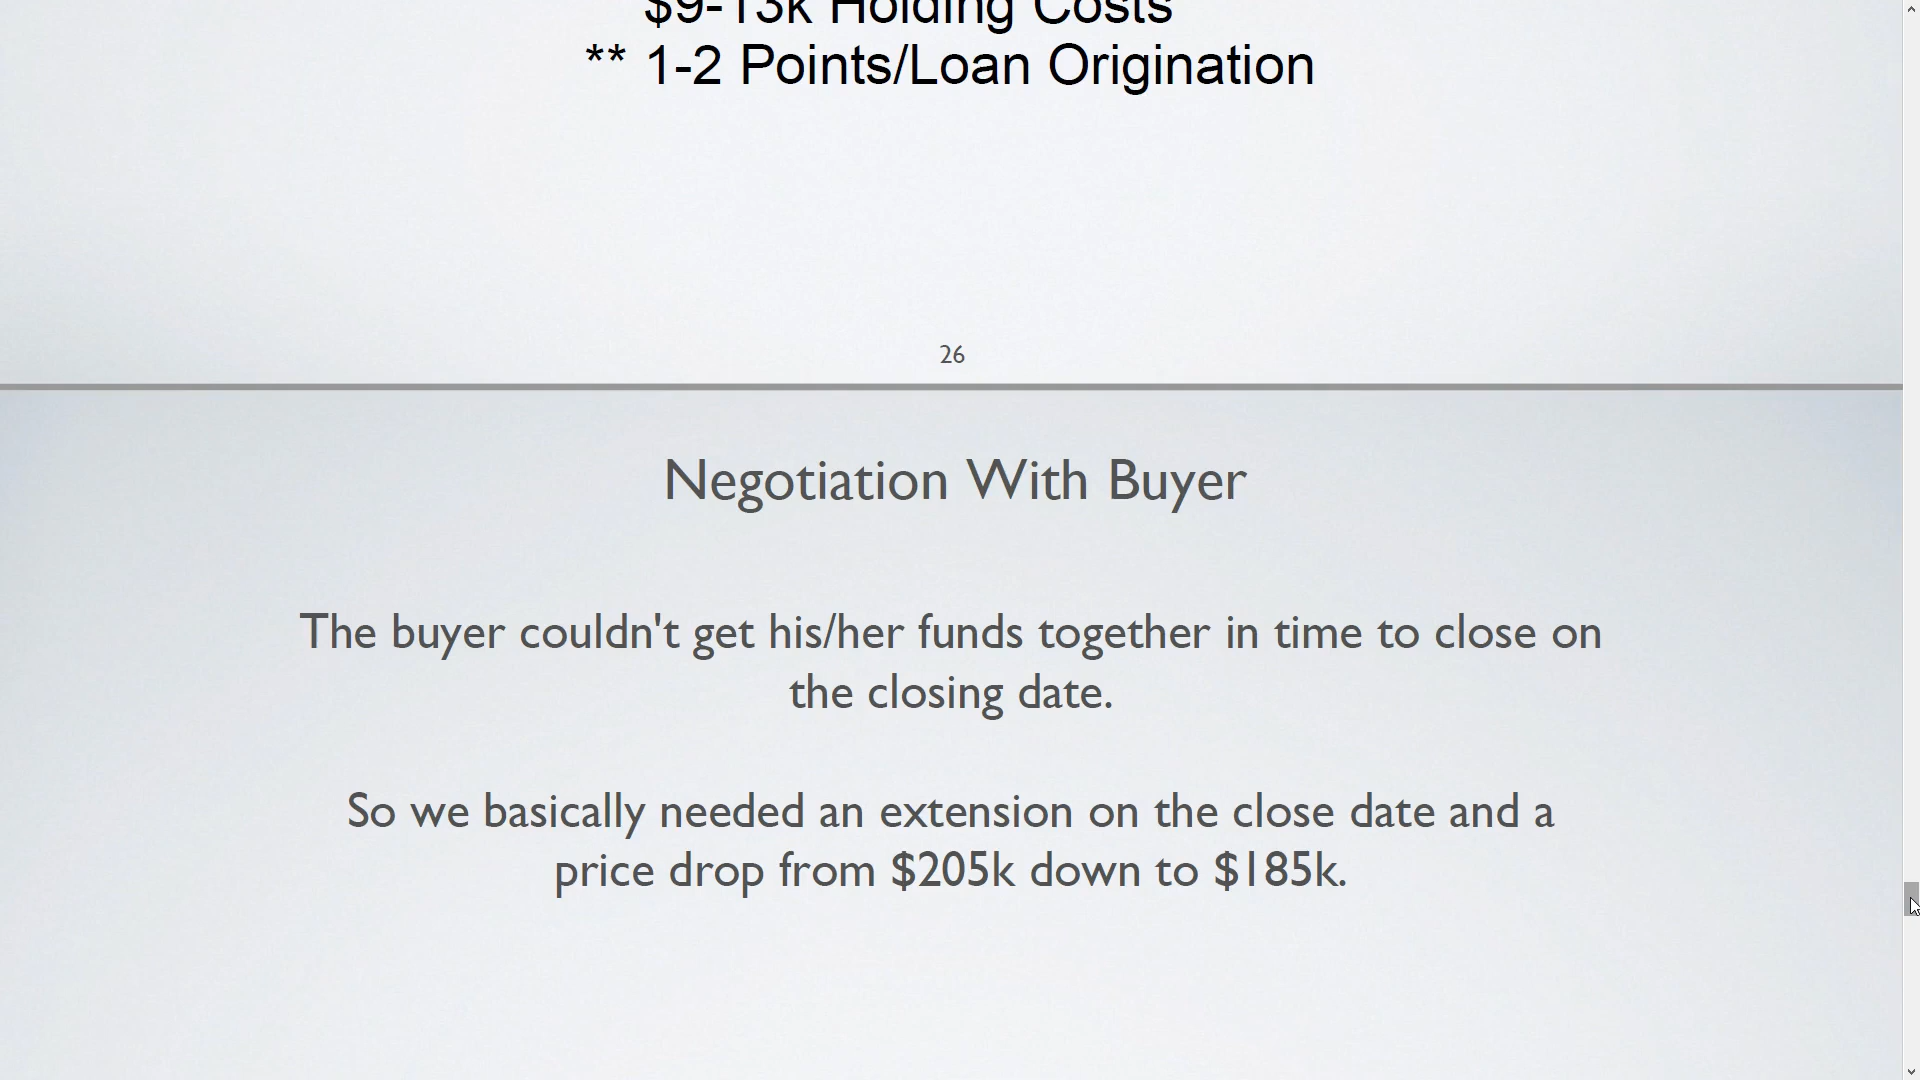 $9-13k Holding Costs
** 1-2 Points/Loan Origination
26
Negotiation With Buyer
The buyer couldn't get his/her funds together in time to close on
the closing date.
So we basically needed an extension on the close date and a
price drop from $205k down to $185k.